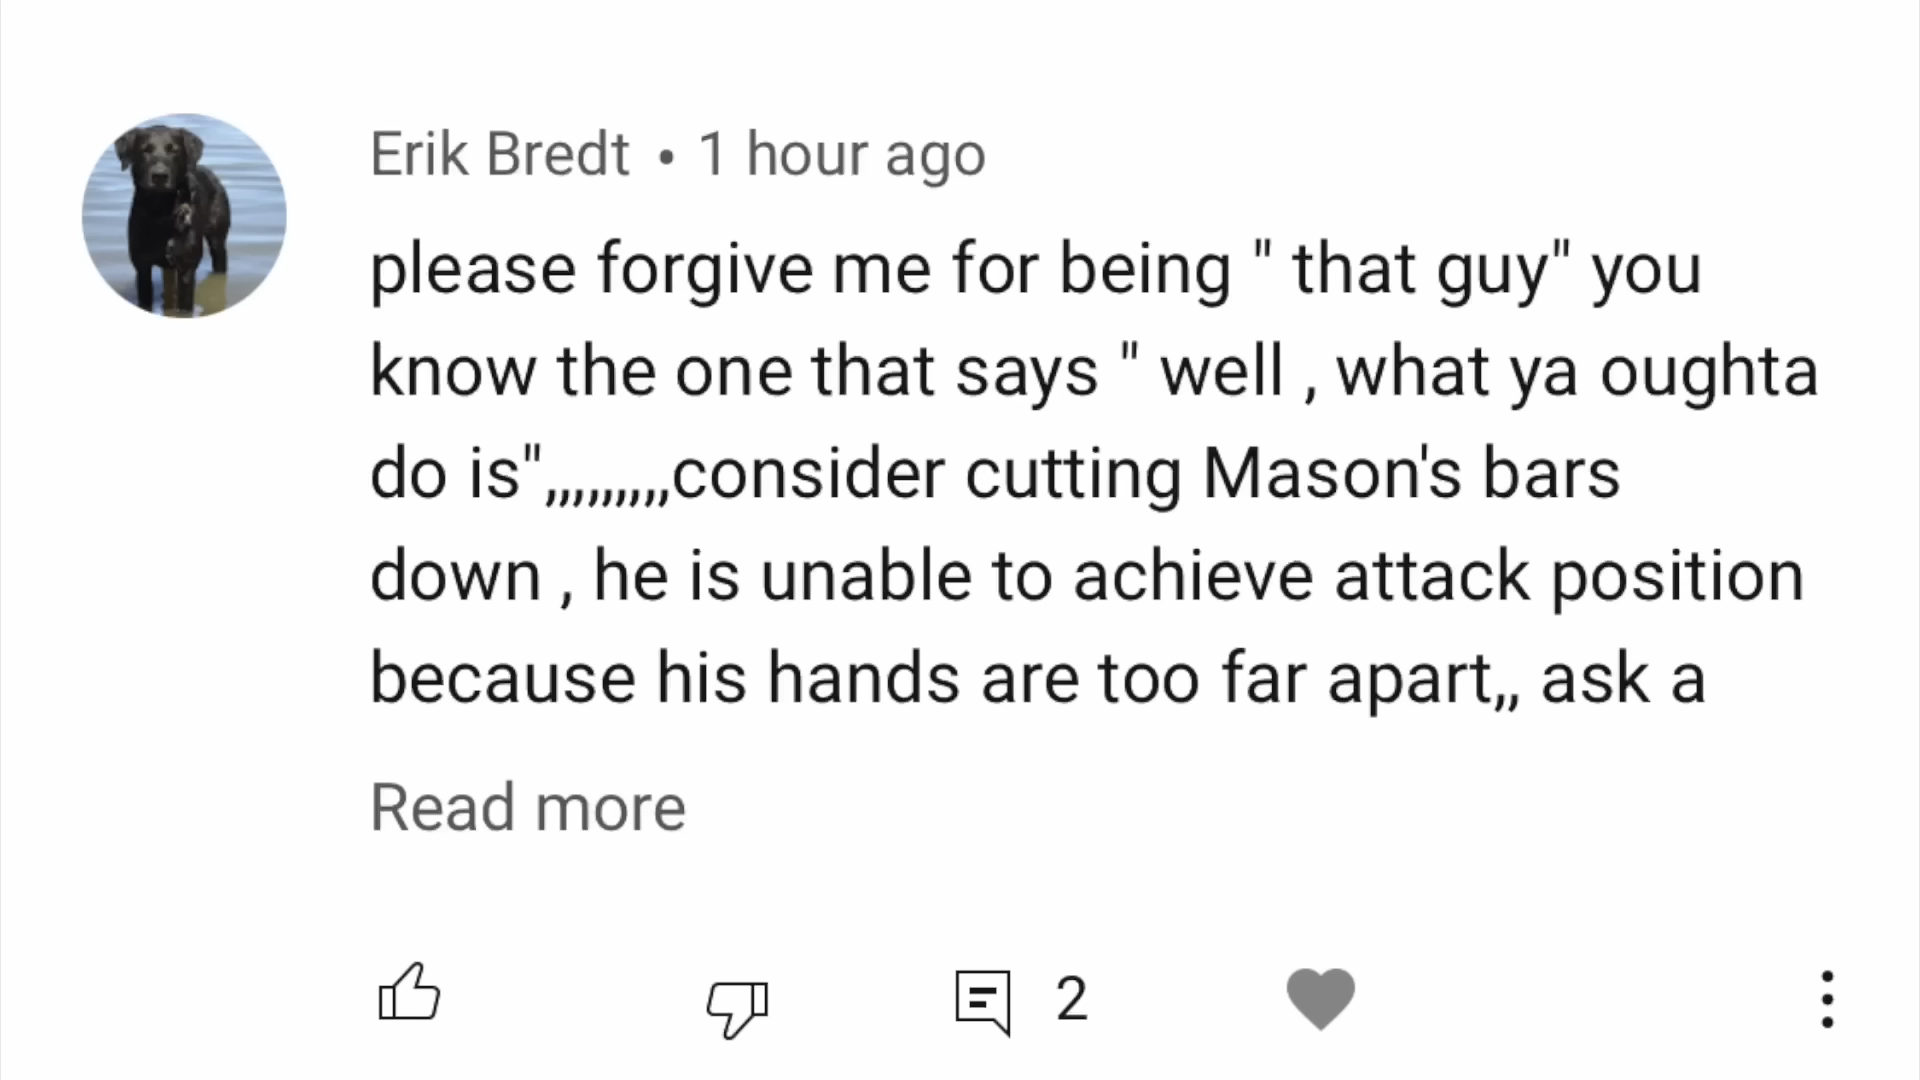 Erik Bredt • 1 hour ago
please forgive me for being " that guy" you
know the one that says " well , what ya oughta
do is",,,,,,,,,consider cutting Mason's bars
down , he is unable to achieve attack position
because his hands are too far apart,, ask a
Read more
2